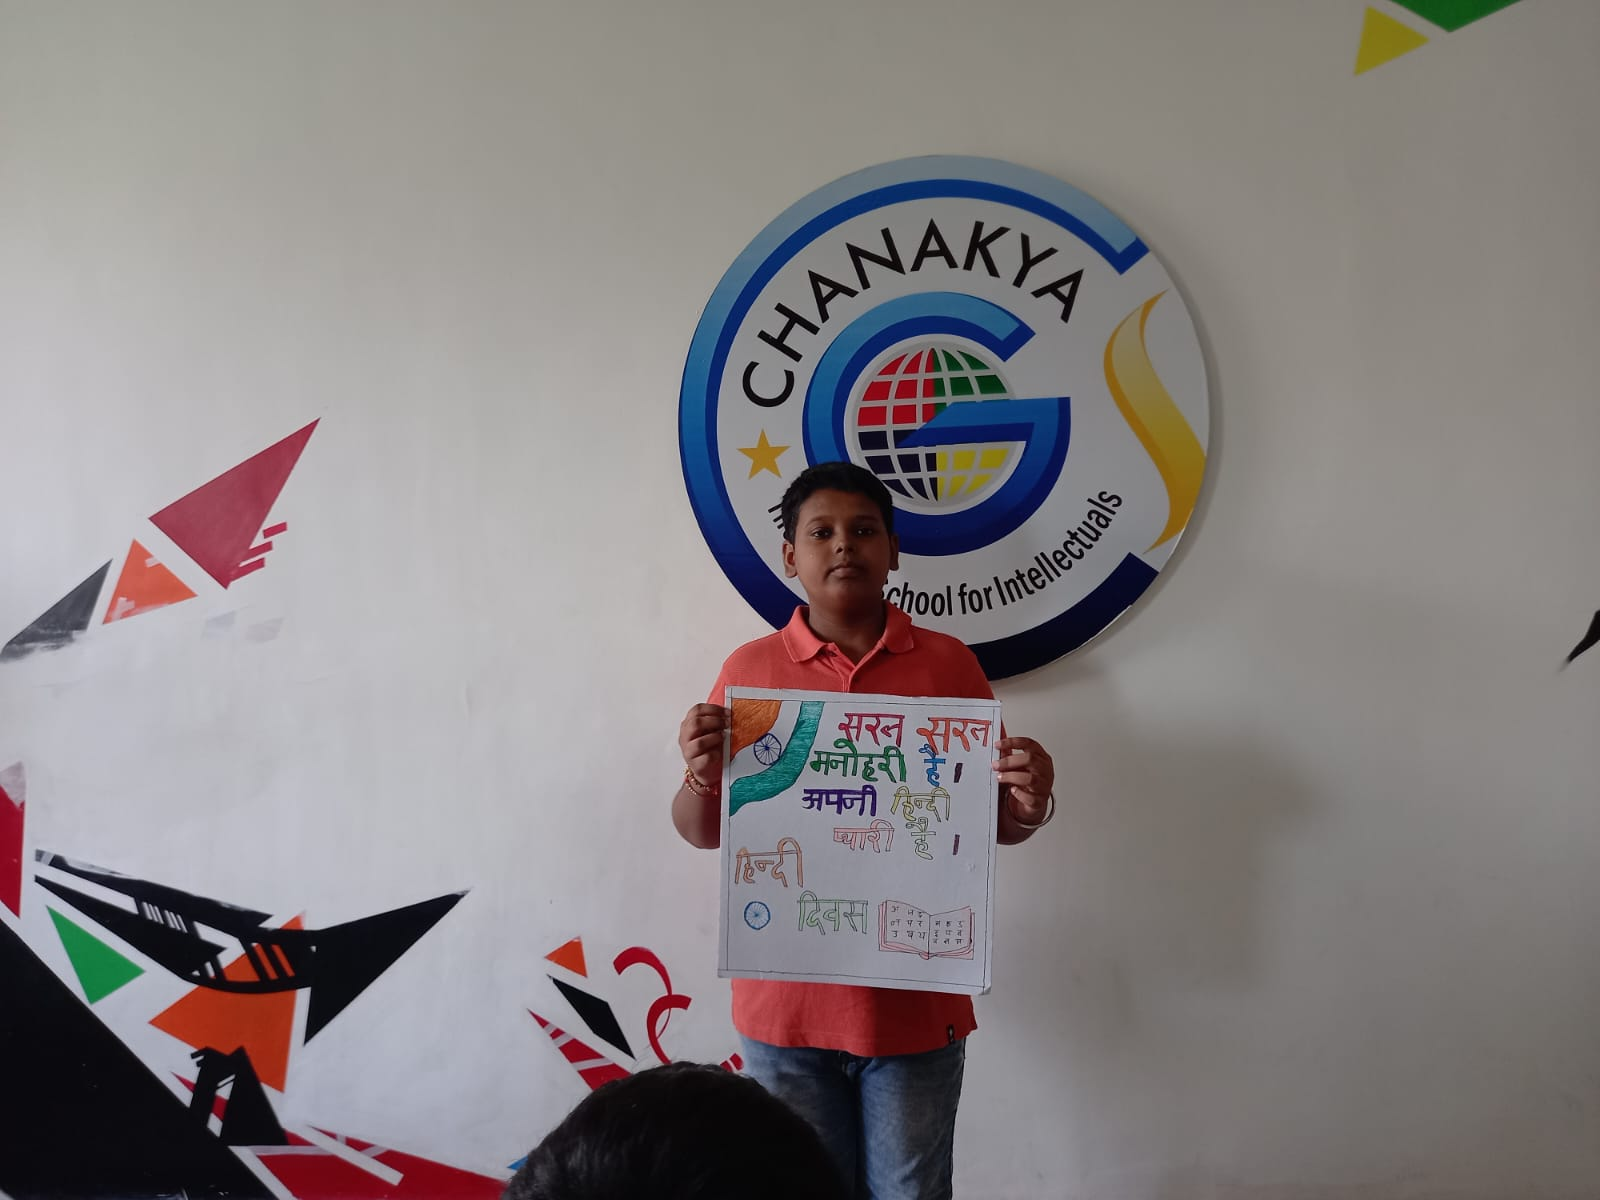 CHANAKYA
School for Intellectuals
सरल सरल
मनोहरी है।
अपनी हिन्दी
प्यारी है।
हिन्दी
दिवस